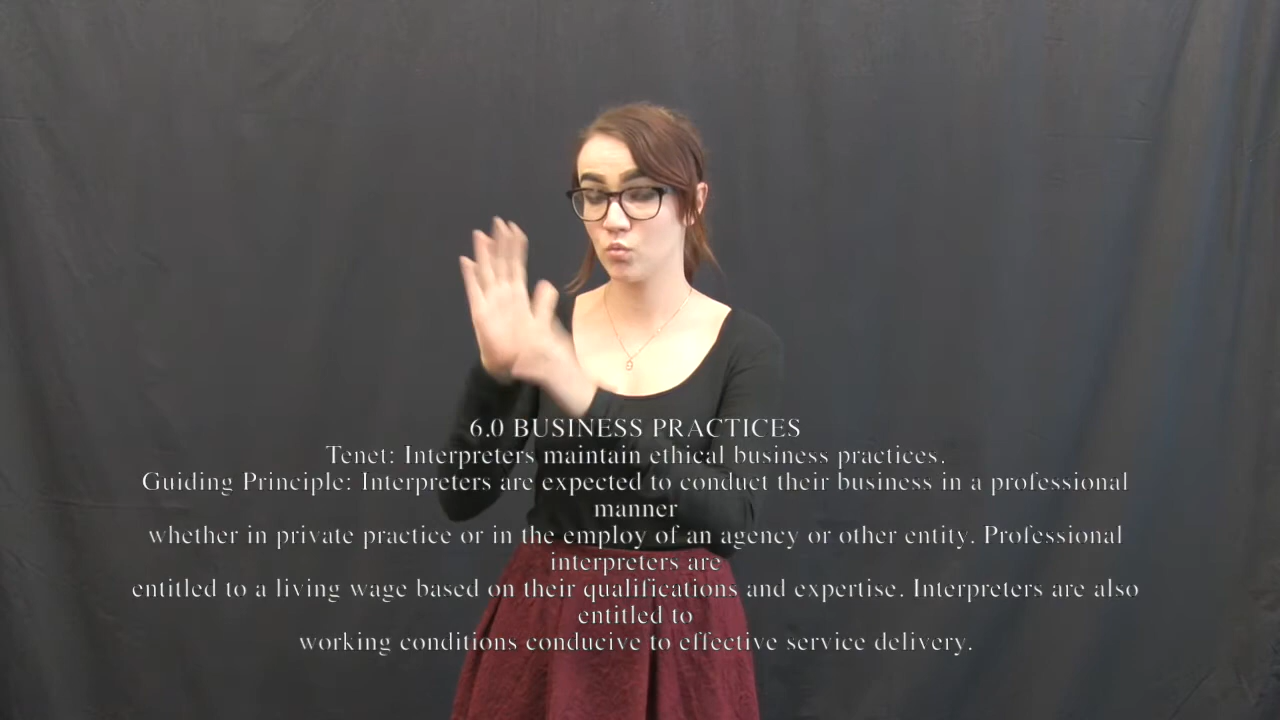 6.0 BUSINESS PRACTICES
Tenet: Interpreters maintain ethical business practices.
Guiding Principle: Interpreters are expected to conduct their business in a professional
manner
whether in private practice or in the employ of an agency or other entity. Professional
interpreters are
entitled to a living wage based on their qualifications and expertise. Interpreters are also
entitled to
working conditions conducive to effective service delivery.